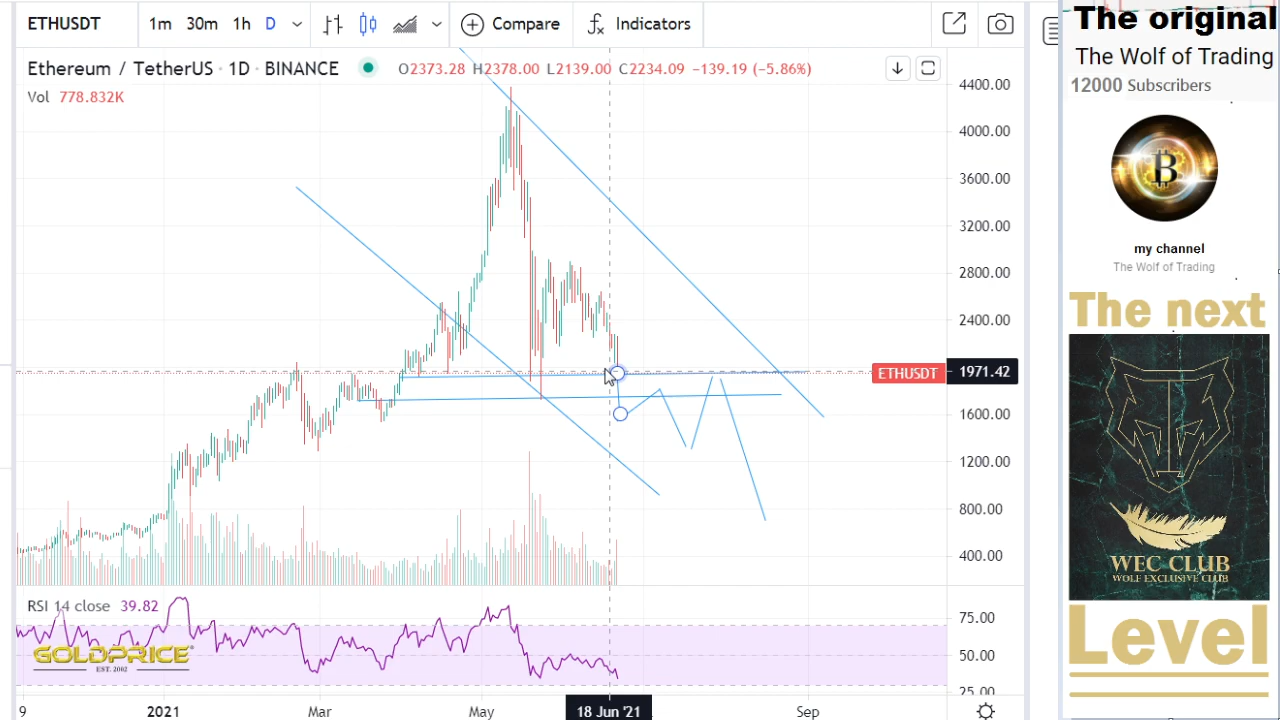 ETHUSDT 1m 30m 1h D Compare Indicators
Ethereum / TetherUS · 1D · BINANCE O2373.28 H2378.00 L2139.00 C2234.09 −139.19 (−5.86%)
Vol 778.832K
4400.00
4000.00
3600.00
3200.00
2800.00
2400.00
ETHUSDT 1971.42
1600.00
1200.00
800.00
400.00
RSI 14 close 39.82
75.00
50.00
25.00
GOLDPRICE
EST. 2002
9 2021 Mar May 18 Jun '21 Sep
The original
The Wolf of Trading
12000 Subscribers
B
my channel
The Wolf of Trading
The next
WEC CLUB
WOLF EXCLUSIVE CLUB
Level